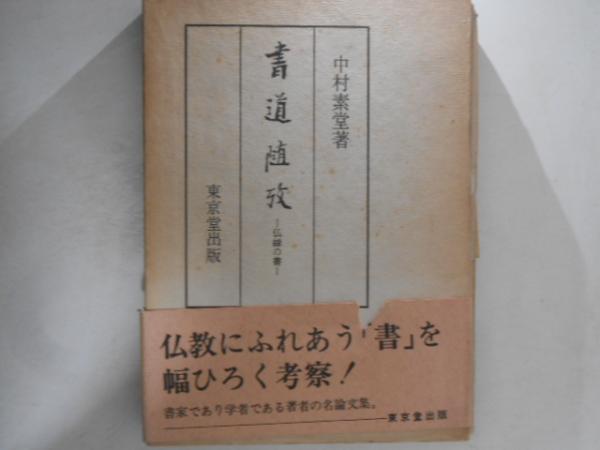 中村素堂著
書道随攷
―仏縁の書―
東京堂出版
仏教にふれあう「書」を
幅ひろく考察！
書家であり学者である著者の名論文集。
東京堂出版